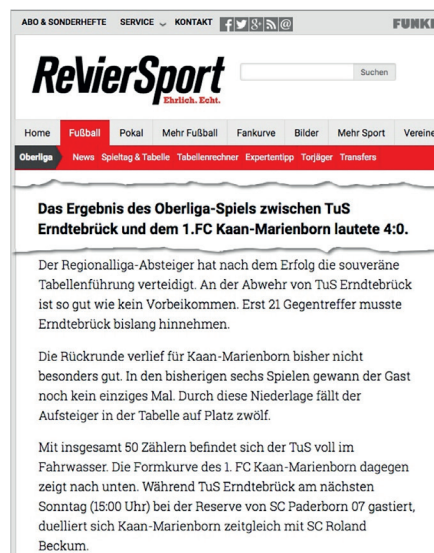 ABO & SONDERHEFTE SERVICE KONTAKT
FUNKE
RevierSport
Ehrlich. Echt.
Suchen
Home Fußball Pokal Mehr Fußball Fankurve Bilder Mehr Sport Vereine
Oberliga News Spieltag & Tabelle Tabellenrechner Expertentipp Torjäger Transfers
Das Ergebnis des Oberliga-Spiels zwischen TuS
Erndtebrück und dem 1.FC Kaan-Marienborn lautete 4:0.
Der Regionalliga-Absteiger hat nach dem Erfolg die souveräne
Tabellenführung verteidigt. An der Abwehr von TuS Erndtebrück
ist so gut wie kein Vorbeikommen. Erst 21 Gegentreffer musste
Erndtebrück bislang hinnehmen.
Die Rückrunde verlief für Kaan-Marienborn bisher nicht
besonders gut. In den bisherigen sechs Spielen gewann der Gast
noch kein einziges Mal. Durch diese Niederlage fällt der
Aufsteiger in der Tabelle auf Platz zwölf.
Mit insgesamt 50 Zählern befindet sich der TuS voll im
Fahrwasser. Die Formkurve des 1. FC Kaan-Marienborn dagegen
zeigt nach unten. Während TuS Erndtebrück am nächsten
Sonntag (15:00 Uhr) bei der Reserve von SC Paderborn 07 gastiert,
duelliert sich Kaan-Marienborn zeitgleich mit SC Roland
Beckum.